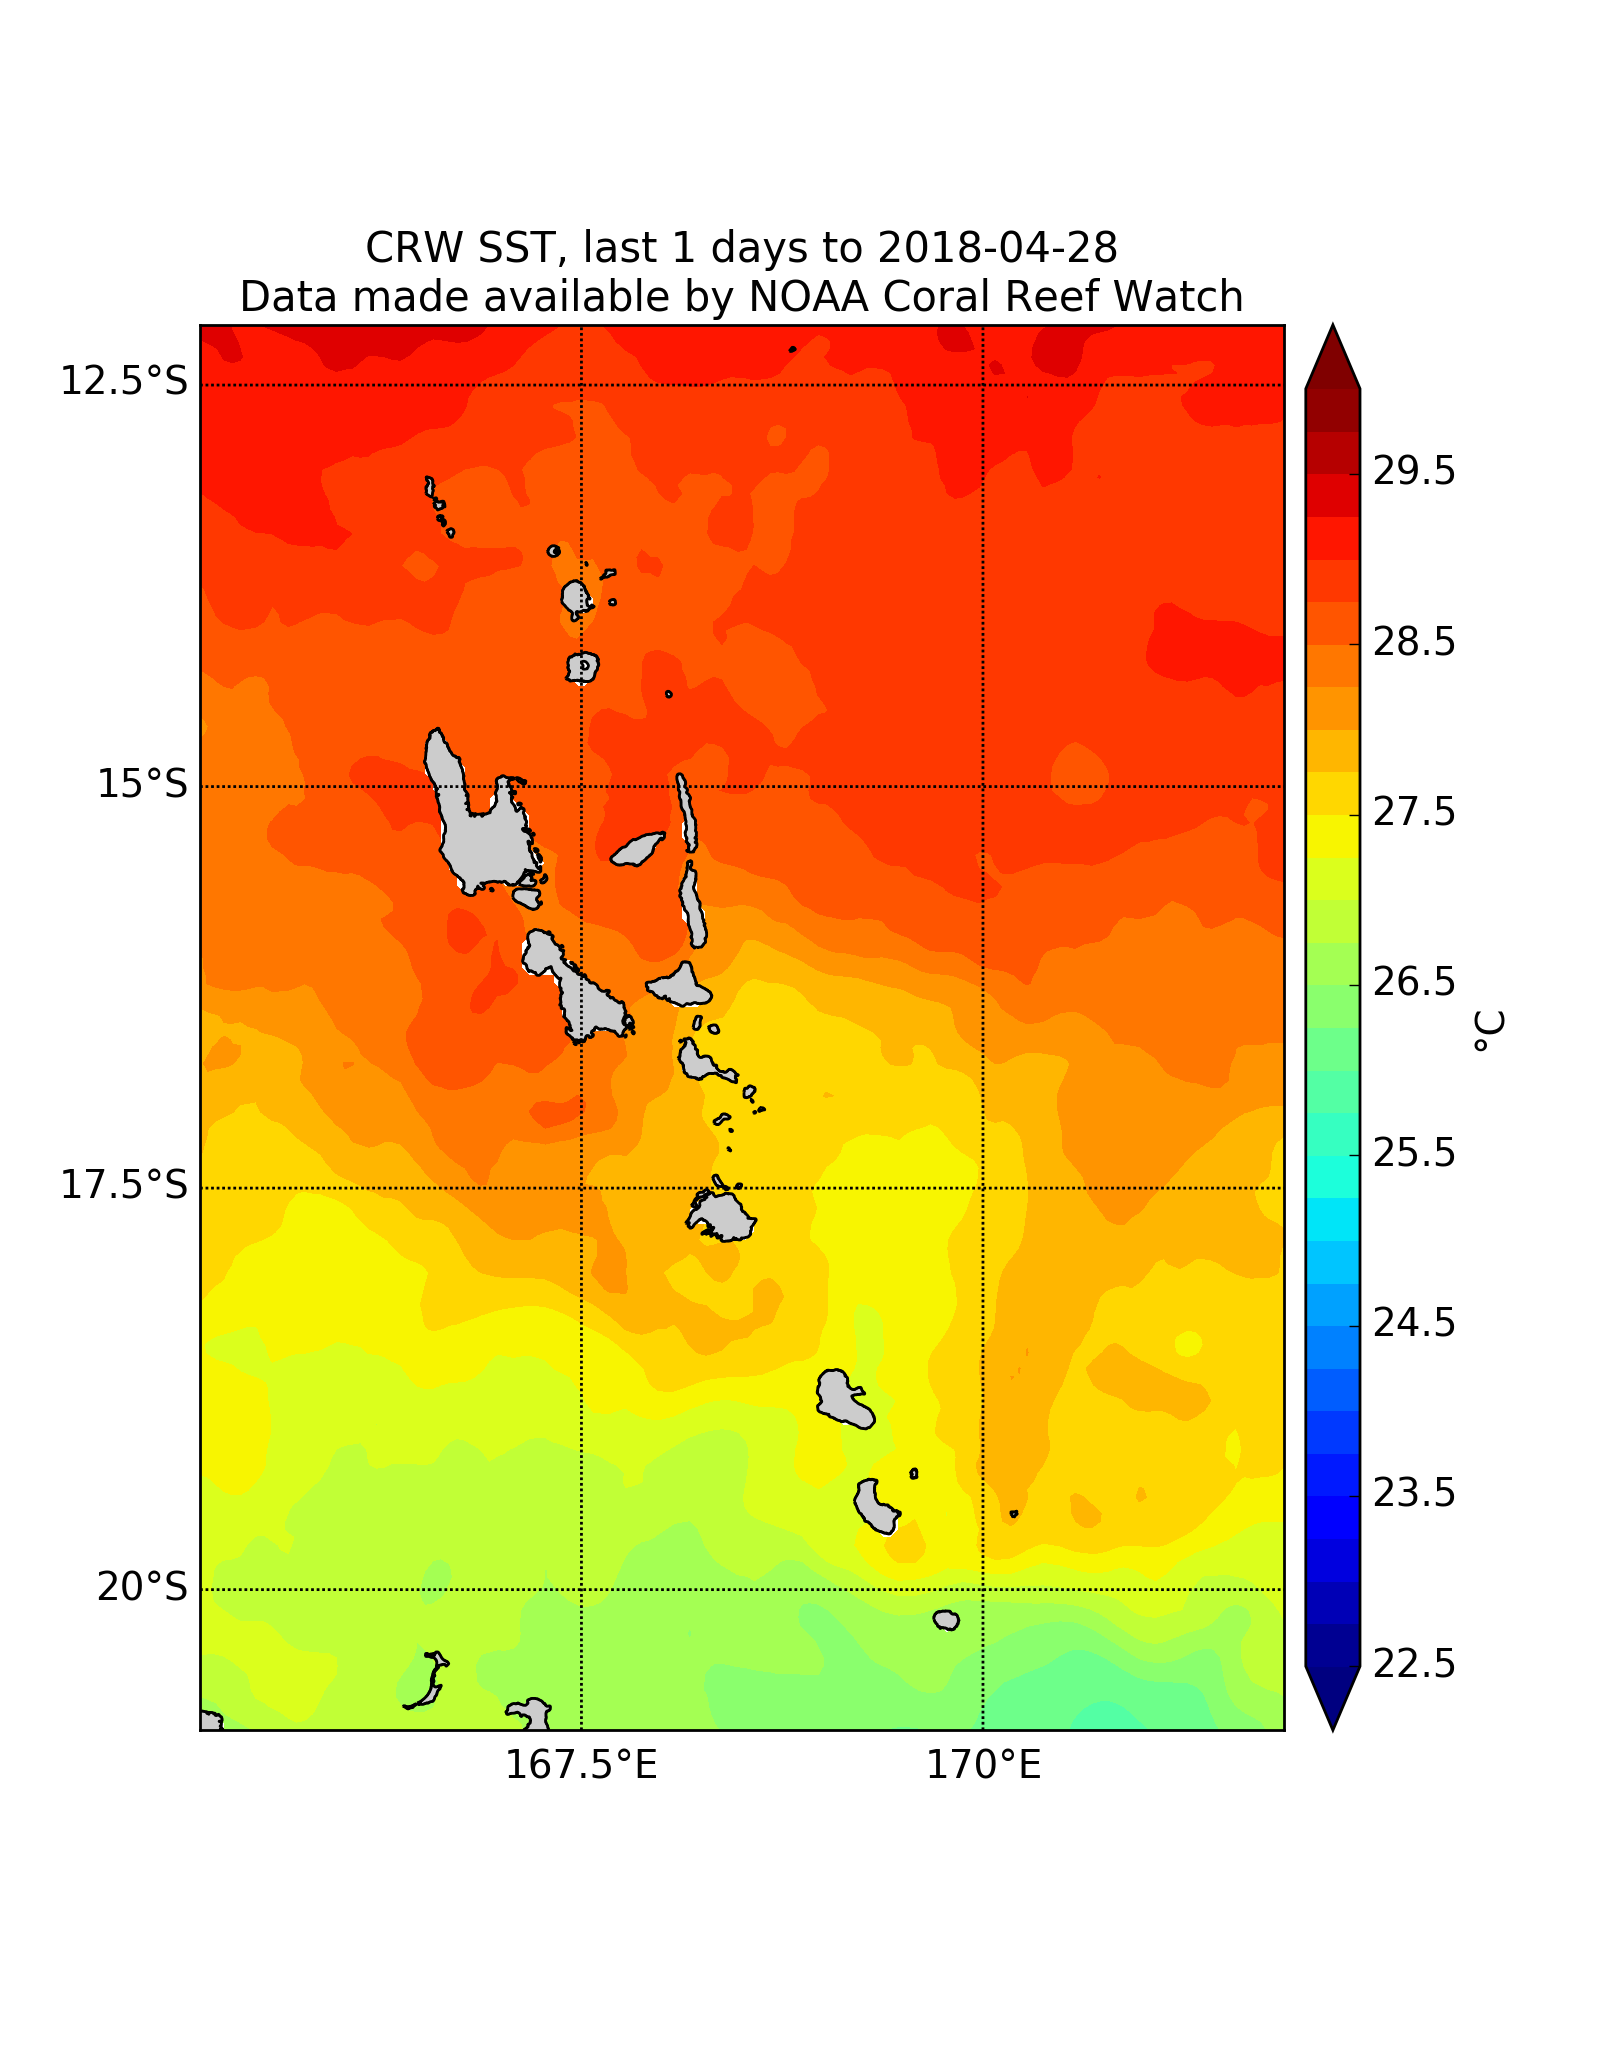 CRW SST, last 1 days to 2018-04-28
Data made available by NOAA Coral Reef Watch
12.5°S
15°S
17.5°S
20°S
167.5°E
170°E
29.5
28.5
27.5
26.5
25.5
24.5
23.5
22.5
°C